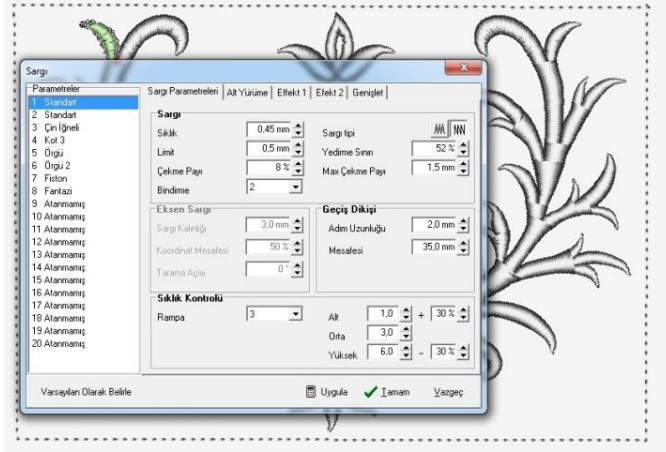 Sargı
Parametreler
1 Standart
2 Standart
3 Çin İğneli
4 Kot 3
5 Örgü
6 Örgü 2
7 Fiston
8 Fantazi
9 Atanmamış
10 Atanmamış
11 Atanmamış
12 Atanmamış
13 Atanmamış
14 Atanmamış
15 Atanmamış
16 Atanmamış
17 Atanmamış
18 Atanmamış
19 Atanmamış
20 Atanmamış
Sargı Parametreleri Alt Yürüme Effekt 1 Efekt 2 Genişlet
Sargı
Sıklık 0,45 mm
Limit 0,5 mm
Çekme Payı 8 %
Bindirme 2
Sargı tipi
Yedirme Sınırı 52 %
Max Çekme Payı 1,5 mm
Eksen Sargı
Sargı Kalınlığı 3,0 mm
Koordinat Mesafesi 50 %
Tarama Açısı 0 °
Geçiş Dikişi
Adım Uzunluğu 2,0 mm
Mesafesi 35,0 mm
Sıklık Kontrolü
Rampa 3
Alt 1,0 + 30 %
Orta 3,0
Yüksek 6,0 - 30 %
Varsayılan Olarak Belirle
Uygula Tamam Vazgeç